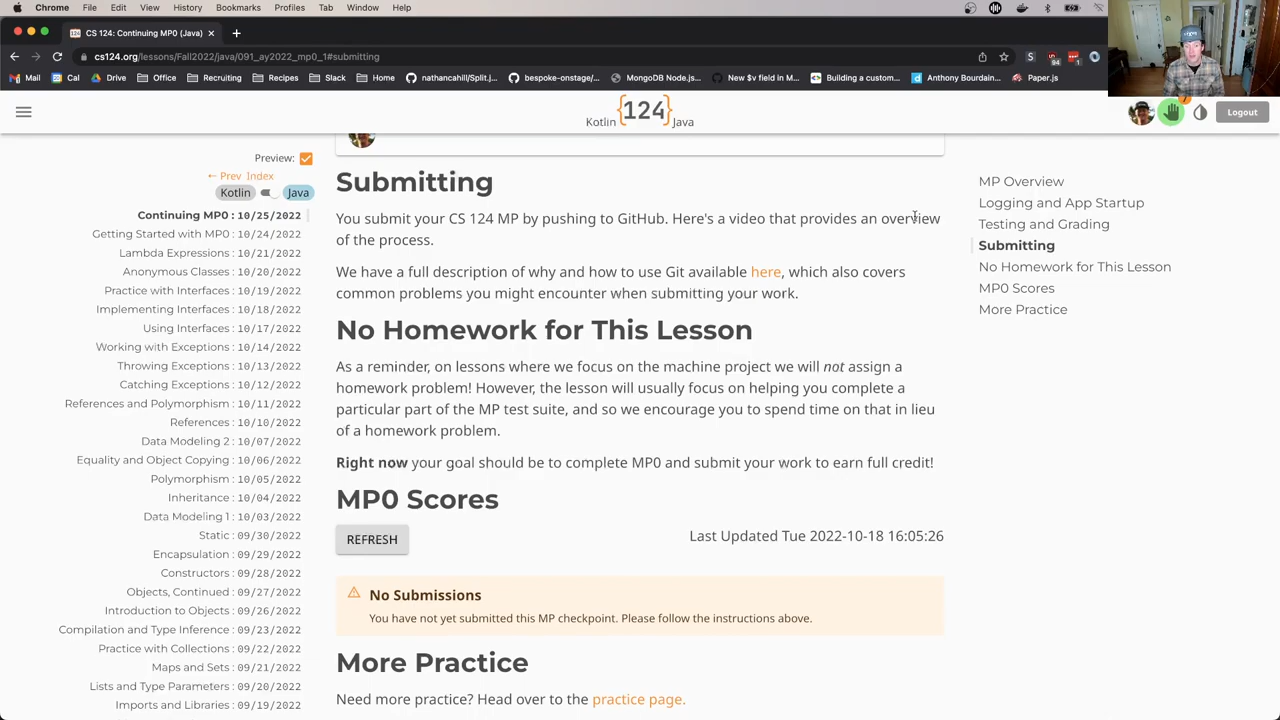 Chrome File Edit View History Bookmarks Profiles Tab Window Help
124 CS 124: Continuing MP0 (Java) × +
cs124.org/lessons/Fall2022/java/091_ay2022_mp0_1#submitting
94
Mail Cal Drive Office Recruiting Recipes Slack Home nathancahill/Split.j... bespoke-onstage/... MongoDB Node.js... New $v field in M... Building a custom... Anthony Bourdain... Paper.js
Kotlin {124} Java
Logout
Preview:
← Prev Index
Kotlin Java
Continuing MP0 : 10/25/2022
Getting Started with MP0 : 10/24/2022
Lambda Expressions : 10/21/2022
Anonymous Classes : 10/20/2022
Practice with Interfaces : 10/19/2022
Implementing Interfaces : 10/18/2022
Using Interfaces : 10/17/2022
Working with Exceptions : 10/14/2022
Throwing Exceptions : 10/13/2022
Catching Exceptions : 10/12/2022
References and Polymorphism : 10/11/2022
References : 10/10/2022
Data Modeling 2 : 10/07/2022
Equality and Object Copying : 10/06/2022
Polymorphism : 10/05/2022
Inheritance : 10/04/2022
Data Modeling 1 : 10/03/2022
Static : 09/30/2022
Encapsulation : 09/29/2022
Constructors : 09/28/2022
Objects, Continued : 09/27/2022
Introduction to Objects : 09/26/2022
Compilation and Type Inference : 09/23/2022
Practice with Collections : 09/22/2022
Maps and Sets : 09/21/2022
Lists and Type Parameters : 09/20/2022
Imports and Libraries : 09/19/2022
Submitting
You submit your CS 124 MP by pushing to GitHub. Here's a video that provides an overview
of the process.
We have a full description of why and how to use Git available here, which also covers
common problems you might encounter when submitting your work.
No Homework for This Lesson
As a reminder, on lessons where we focus on the machine project we will not assign a
homework problem! However, the lesson will usually focus on helping you complete a
particular part of the MP test suite, and so we encourage you to spend time on that in lieu
of a homework problem.
Right now your goal should be to complete MP0 and submit your work to earn full credit!
MP0 Scores
REFRESH Last Updated Tue 2022-10-18 16:05:26
No Submissions
You have not yet submitted this MP checkpoint. Please follow the instructions above.
More Practice
Need more practice? Head over to the practice page.
MP Overview
Logging and App Startup
Testing and Grading
Submitting
No Homework for This Lesson
MP0 Scores
More Practice